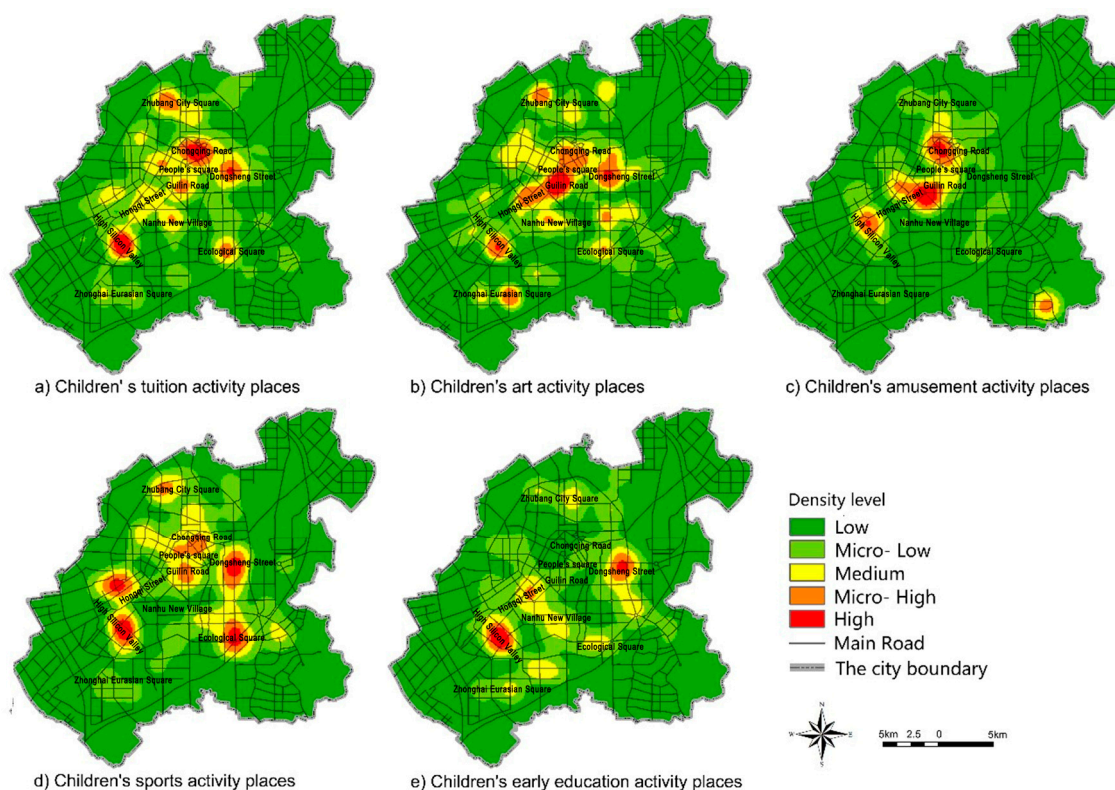 Zhubang City Square
Chongqing Road
People's square
Dongsheng Street
Guilin Road
Hongqi Street
Nanhu New Village
High Silicon Valley
Ecological Square
Zhonghai Eurasian Square
a) Children' s tuition activity places
Zhubang City Square
Chongqing Road
People's square
Dongsheng Street
Guilin Road
Hongqi Street
Nanhu New Village
High Silicon Valley
Ecological Square
Zhonghai Eurasian Square
b) Children's art activity places
Zhubang City Square
Chongqing Road
People's square
Dongsheng Street
Guilin Road
Hongqi Street
Nanhu New Village
High Silicon Valley
Ecological Square
Zhonghai Eurasian Square
c) Children's amusement activity places
Zhubang City Square
Chongqing Road
People's square
Dongsheng Street
Guilin Road
Hongqi Street
Nanhu New Village
High Silicon Valley
Ecological Square
Zhonghai Eurasian Square
d) Children's sports activity places
Zhubang City Square
Chongqing Road
People's square
Dongsheng Street
Guilin Road
Hongqi Street
Nanhu New Village
High Silicon Valley
Ecological Square
Zhonghai Eurasian Square
e) Children's early education activity places
Density level
Low
Micro- Low
Medium
Micro- High
High
Main Road
The city boundary
N
W E
S
5km 2.5 0 5km